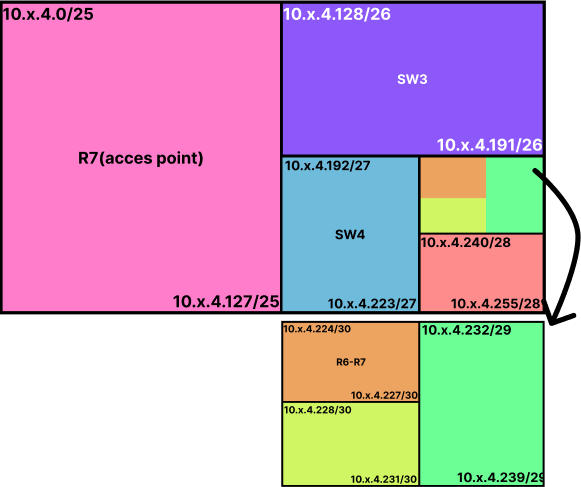 10.x.4.0/25
R7(acces point)
10.x.4.127/25
10.x.4.128/26
SW3
10.x.4.191/26
10.x.4.192/27
SW4
10.x.4.223/27
10.x.4.240/28
10.x.4.255/28
10.x.4.224/30
R6-R7
10.x.4.227/30
10.x.4.228/30
10.x.4.231/30
10.x.4.232/29
10.x.4.239/29